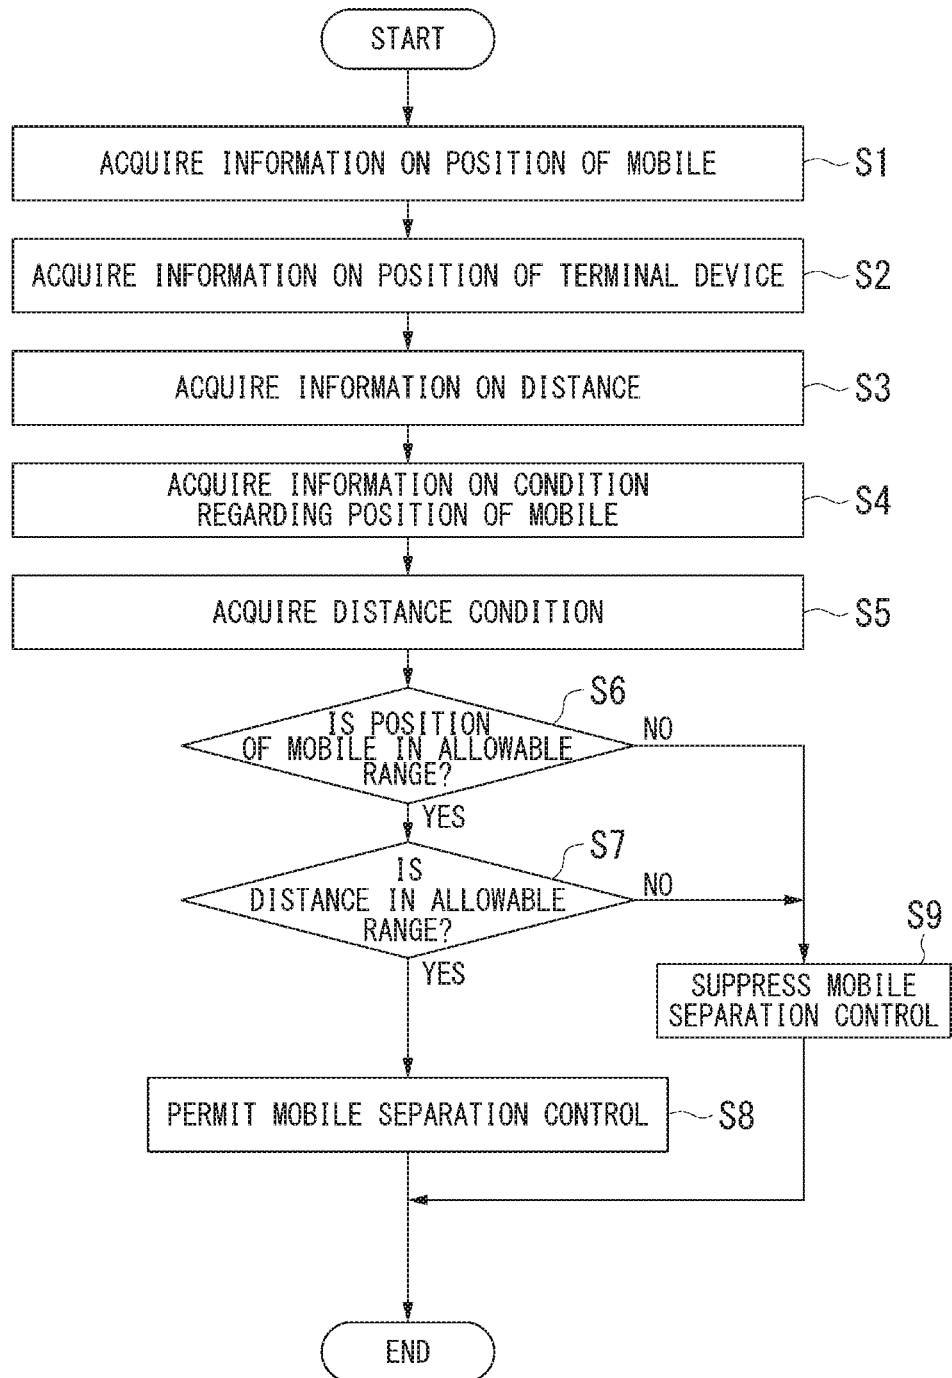 START
ACQUIRE INFORMATION ON POSITION OF MOBILE
S1
ACQUIRE INFORMATION ON POSITION OF TERMINAL DEVICE
S2
ACQUIRE INFORMATION ON DISTANCE
S3
ACQUIRE INFORMATION ON CONDITION
REGARDING POSITION OF MOBILE
S4
ACQUIRE DISTANCE CONDITION
S5
S6
IS POSITION
OF MOBILE IN ALLOWABLE
RANGE?
NO
YES
S7
IS
DISTANCE IN ALLOWABLE
RANGE?
NO
YES
S9
SUPPRESS MOBILE
SEPARATION CONTROL
PERMIT MOBILE SEPARATION CONTROL
S8
END